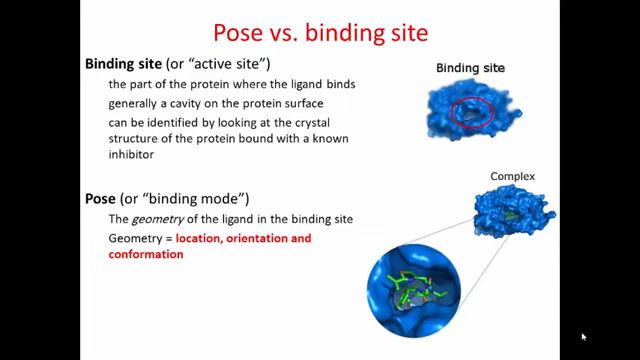 Pose vs. binding site
Binding site (or “active site”)
the part of the protein where the ligand binds
generally a cavity on the protein surface
can be identified by looking at the crystal
structure of the protein bound with a known
inhibitor
Binding site
Pose (or “binding mode”)
The geometry of the ligand in the binding site
Geometry = location, orientation and
conformation
Complex